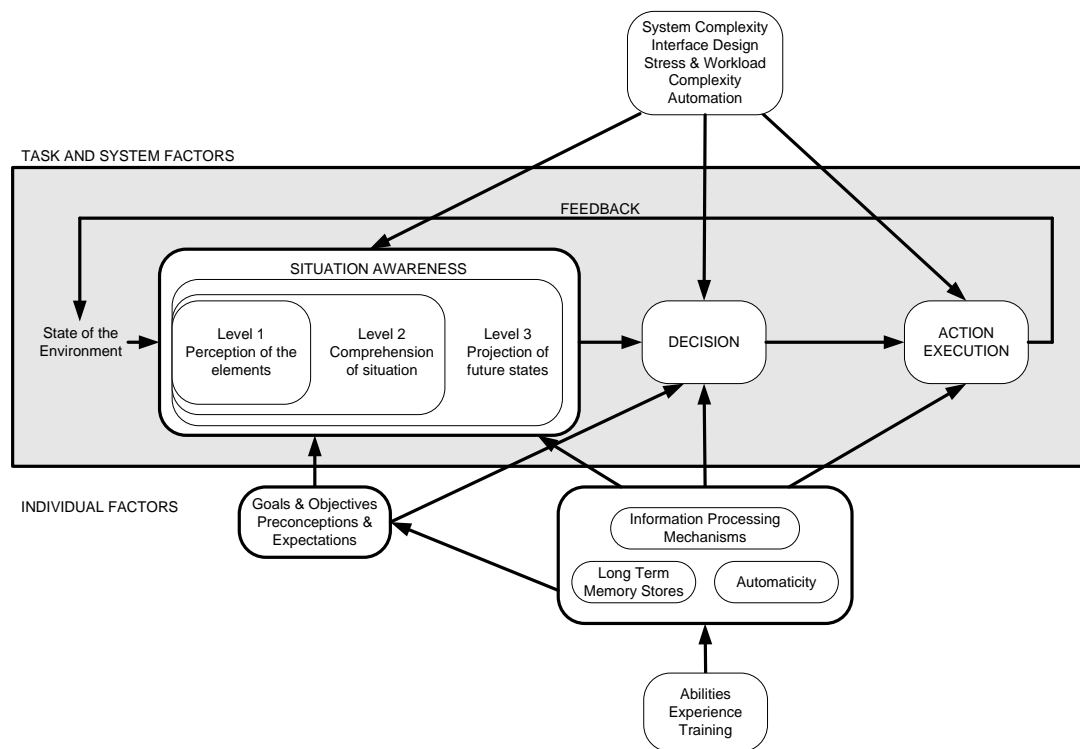 System Complexity
Interface Design
Stress & Workload
Complexity
Automation
TASK AND SYSTEM FACTORS
FEEDBACK
SITUATION AWARENESS
State of the
Environment
Level 1
Perception of the
elements
Level 2
Comprehension
of situation
Level 3
Projection of
future states
DECISION
ACTION
EXECUTION
INDIVIDUAL FACTORS
Goals & Objectives
Preconceptions &
Expectations
Information Processing
Mechanisms
Long Term
Memory Stores
Automaticity
Abilities
Experience
Training